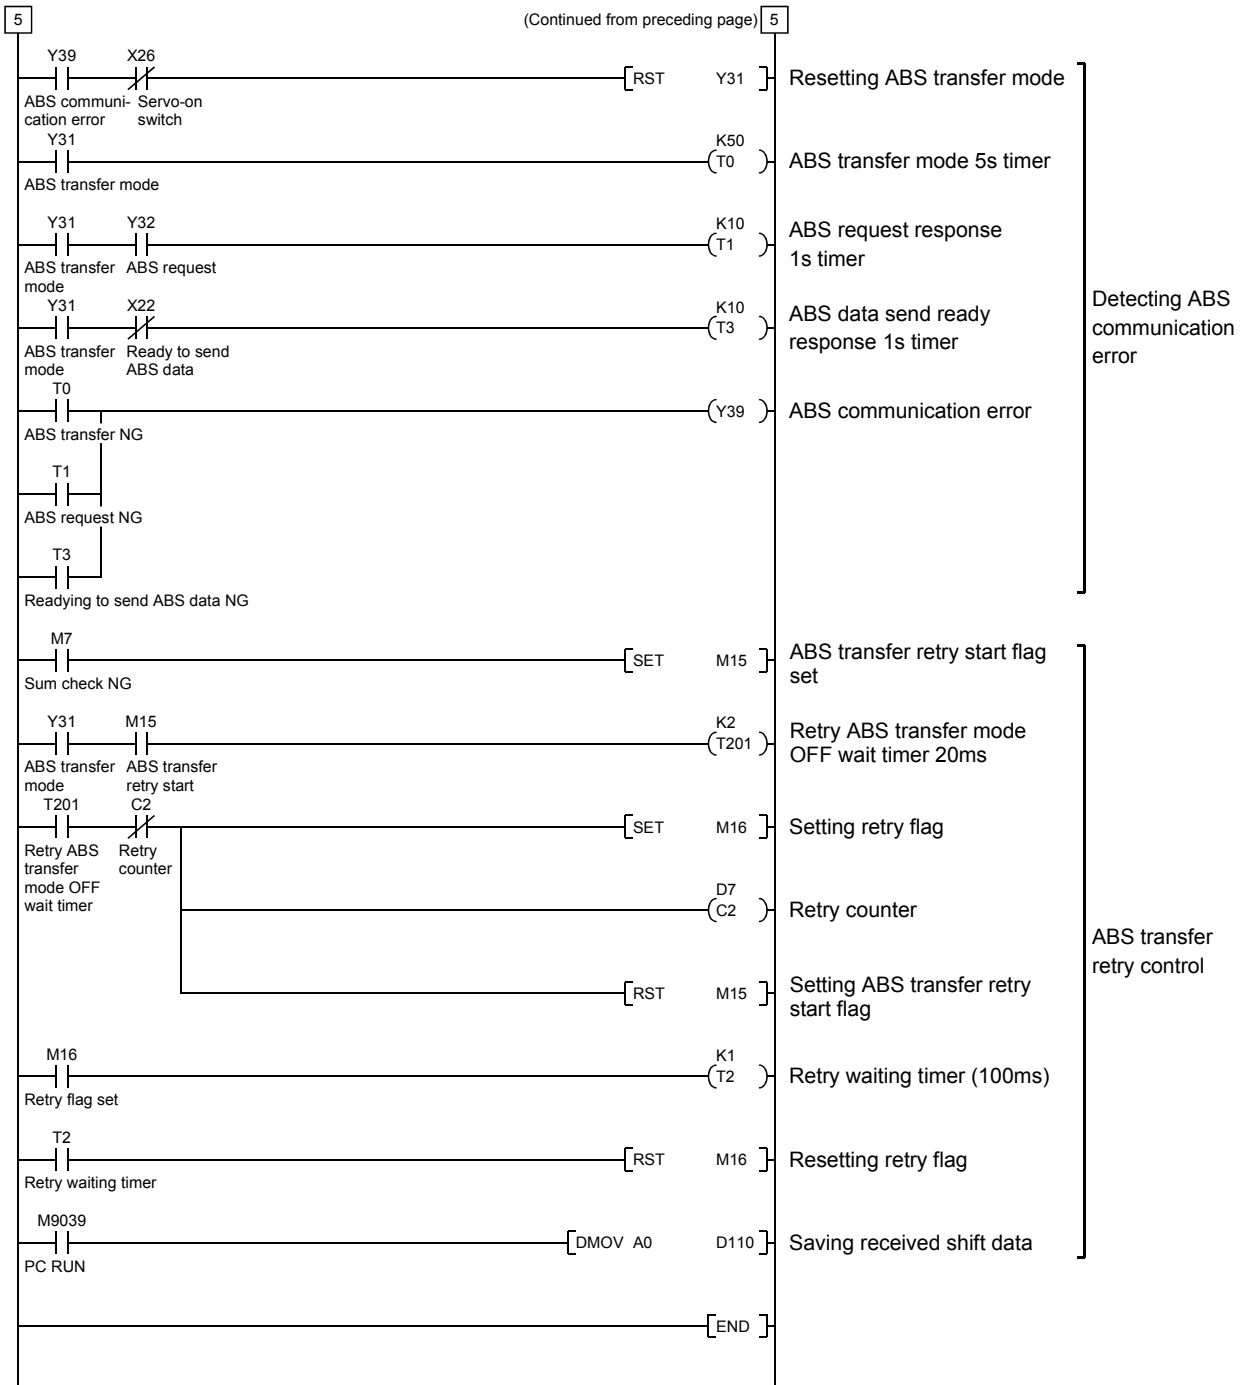 5
(Continued from preceding page)
5
Y39 X26
RST Y31
Resetting ABS transfer mode
ABS communi- Servo-on
cation error switch
Y31
K50
T0
ABS transfer mode 5s timer
ABS transfer mode
Y31 Y32
K10
T1
ABS request response
1s timer
ABS transfer ABS request
mode
Y31 X22
K10
T3
ABS data send ready
response 1s timer
ABS transfer Ready to send
mode ABS data
Detecting ABS
communication
error
T0
Y39
ABS communication error
ABS transfer NG
T1
ABS request NG
T3
Readying to send ABS data NG
M7
SET M15
ABS transfer retry start flag
set
Sum check NG
Y31 M15
K2
T201
Retry ABS transfer mode
OFF wait timer 20ms
ABS transfer ABS transfer
mode retry start
T201 C2
SET M16
Setting retry flag
Retry ABS Retry
transfer counter
mode OFF
wait timer
D7
C2
Retry counter
ABS transfer
retry control
RST M15
Setting ABS transfer retry
start flag
M16
K1
T2
Retry waiting timer (100ms)
Retry flag set
T2
RST M16
Resetting retry flag
Retry waiting timer
M9039
DMOV A0 D110
Saving received shift data
PC RUN
END